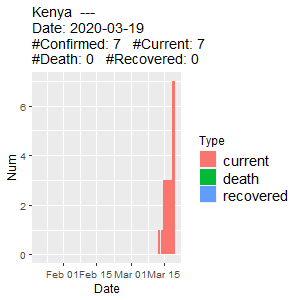 Kenya  ---
Date: 2020-03-19
#Confirmed: 7   #Current: 7
#Death: 0   #Recovered: 0
Num
6
4
2
0
Feb 01 Feb 15 Mar 01 Mar 15
Date
Type
current
death
recovered